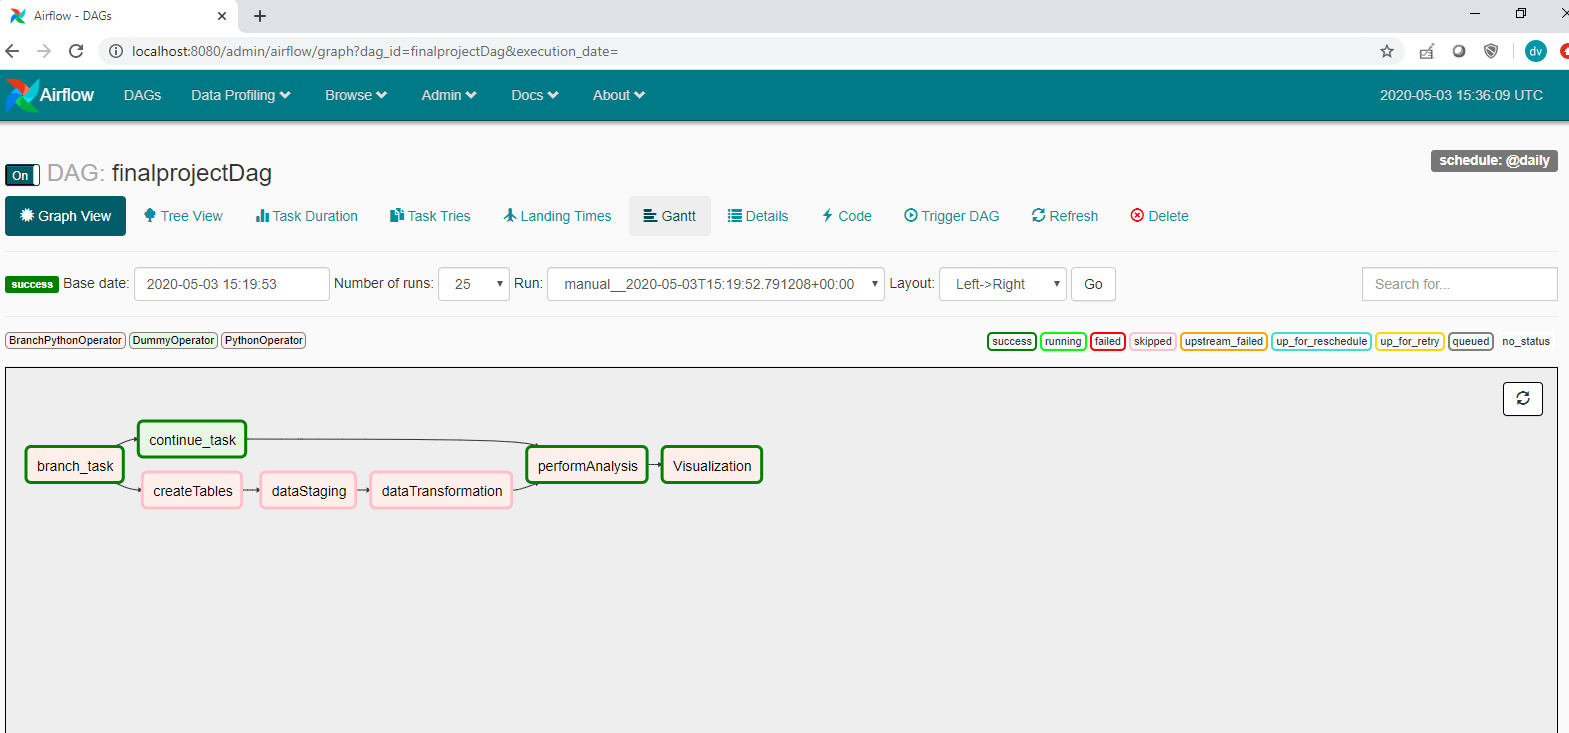 Airflow - DAGs
localhost:8080/admin/airflow/graph?dag_id=finalprojectDag&execution_date=
dv
Airflow DAGs Data Profiling Browse Admin Docs About 2020-05-03 15:36:09 UTC
schedule: @daily
On DAG: finalprojectDag
Graph View Tree View Task Duration Task Tries Landing Times Gantt Details Code Trigger DAG Refresh Delete
success Base date: 2020-05-03 15:19:53 Number of runs: 25 Run: manual__2020-05-03T15:19:52.791208+00:00 Layout: Left->Right Go Search for...
BranchPythonOperator DummyOperator PythonOperator success running failed skipped upstream_failed up_for_reschedule up_for_retry queued no_status
continue_task
branch_task performAnalysis Visualization
createTables dataStaging dataTransformation